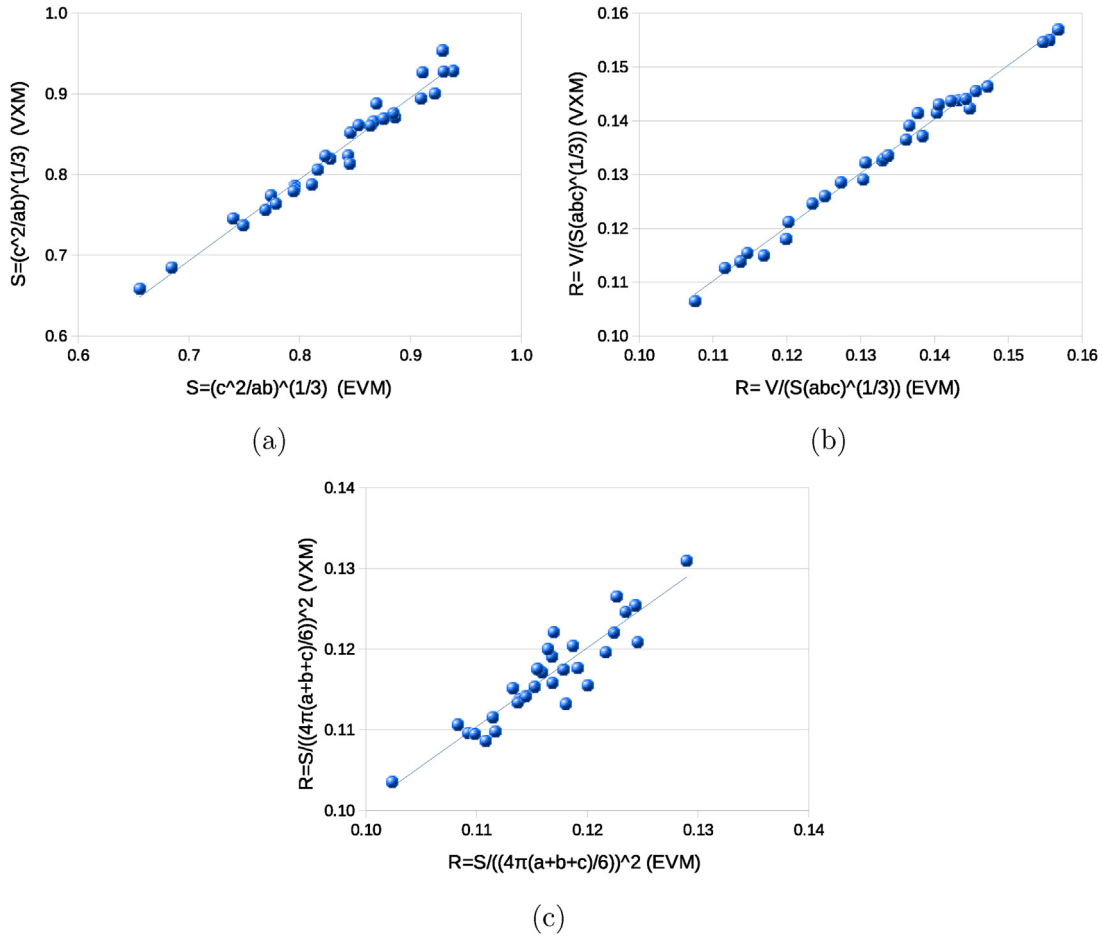 1.0
0.9
0.8
0.7
0.6
S=(c^2/ab)^(1/3) (VXM)
0.6 0.7 0.8 0.9 1.0
S=(c^2/ab)^(1/3) (EVM)
(a)
0.16
0.15
0.14
0.13
0.12
0.11
0.10
R= V/(S(abc)^(1/3)) (VXM)
0.10 0.11 0.12 0.13 0.14 0.15 0.16
R= V/(S(abc)^(1/3)) (EVM)
(b)
0.14
0.13
0.12
0.11
0.10
R=S/((4π(a+b+c)/6))^2 (VXM)
0.10 0.11 0.12 0.13 0.14
R=S/((4π(a+b+c)/6))^2 (EVM)
(c)